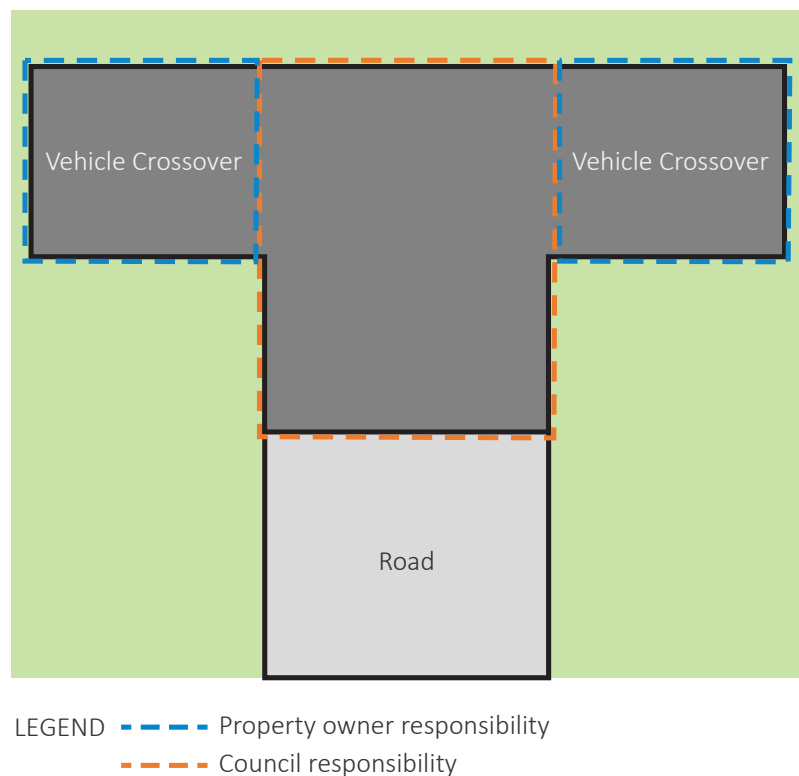 Vehicle Crossover
Vehicle Crossover
Road
LEGEND
Property owner responsibility
Council responsibility